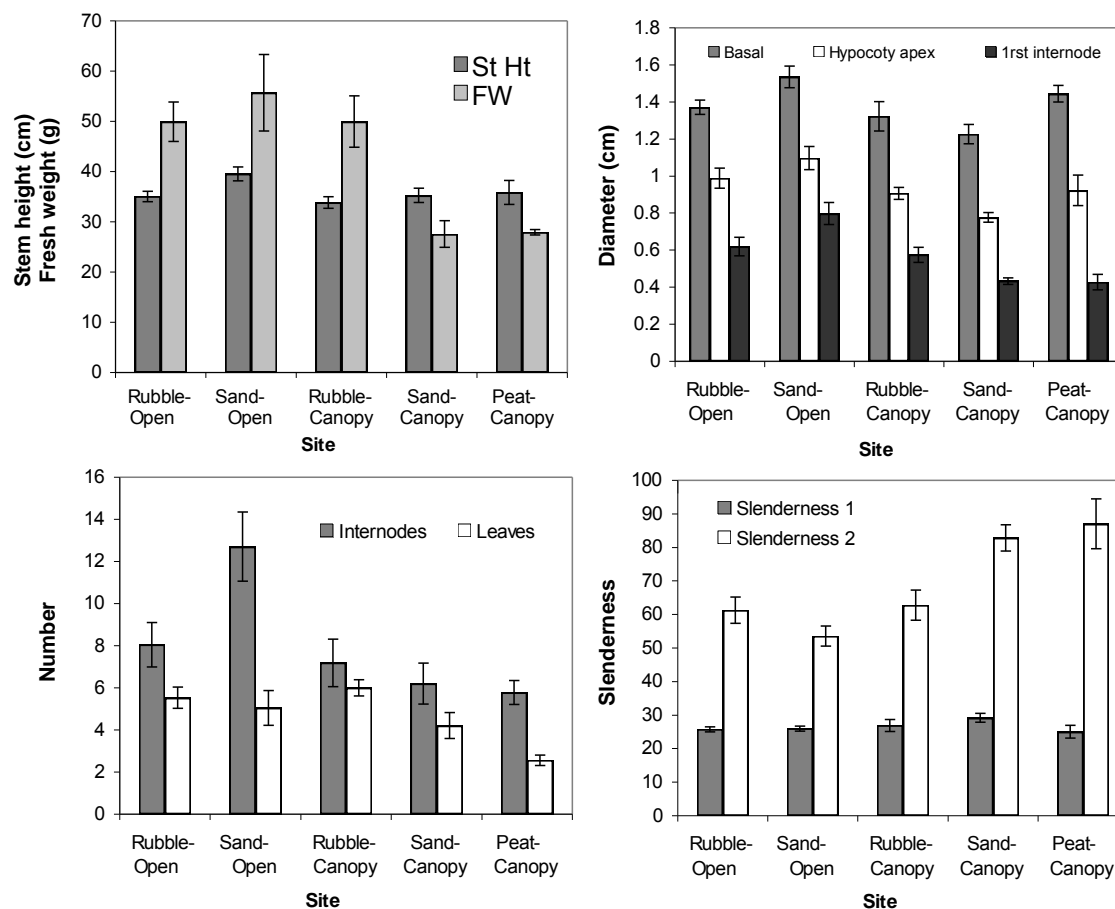 70
60
50
40
30
20
10
0
Stem height (cm)
Fresh weight (g)
St Ht
FW
Rubble- Sand- Rubble- Sand- Peat-
Open Open Canopy Canopy Canopy
Site
1.8
1.6
1.4
1.2
1
0.8
0.6
0.4
0.2
0
Diameter (cm)
Basal Hypocoty apex 1rst internode
Rubble- Sand- Rubble- Sand- Peat-
Open Open Canopy Canopy Canopy
Site
16
14
12
10
8
6
4
2
0
Number
Internodes Leaves
Rubble- Sand- Rubble- Sand- Peat-
Open Open Canopy Canopy Canopy
Site
100
90
80
70
60
50
40
30
20
10
0
Slenderness
Slenderness 1
Slenderness 2
Rubble- Sand- Rubble- Sand- Peat-
Open Open Canopy Canopy Canopy
Site